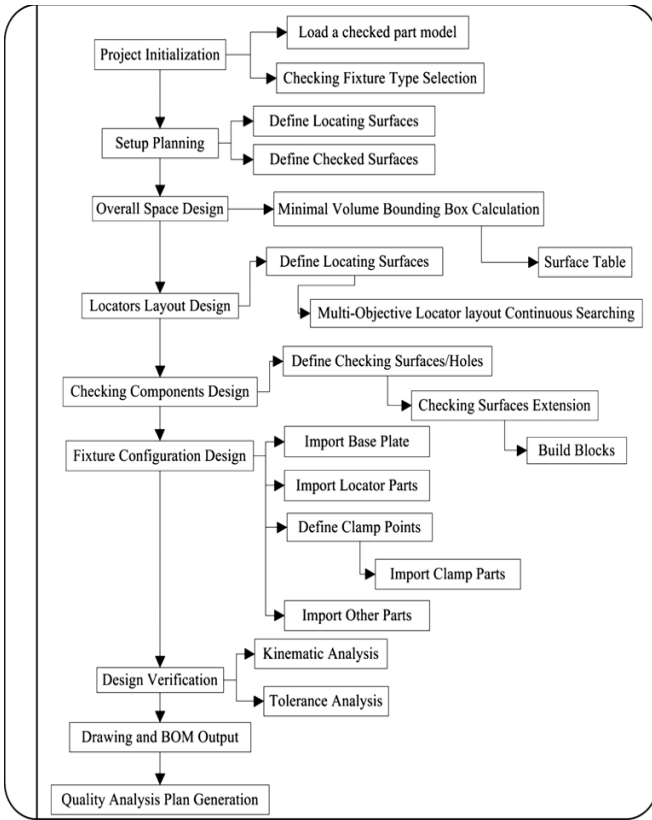 Load a checked part model
Project Initialization
Checking Fixture Type Selection
Define Locating Surfaces
Setup Planning
Define Checked Surfaces
Overall Space Design
Minimal Volume Bounding Box Calculation
Surface Table
Define Locating Surfaces
Locators Layout Design
Multi-Objective Locator layout Continuous Searching
Define Checking Surfaces/Holes
Checking Components Design
Checking Surfaces Extension
Build Blocks
Fixture Configuration Design
Import Base Plate
Import Locator Parts
Define Clamp Points
Import Clamp Parts
Import Other Parts
Kinematic Analysis
Design Verification
Tolerance Analysis
Drawing and BOM Output
Quality Analysis Plan Generation